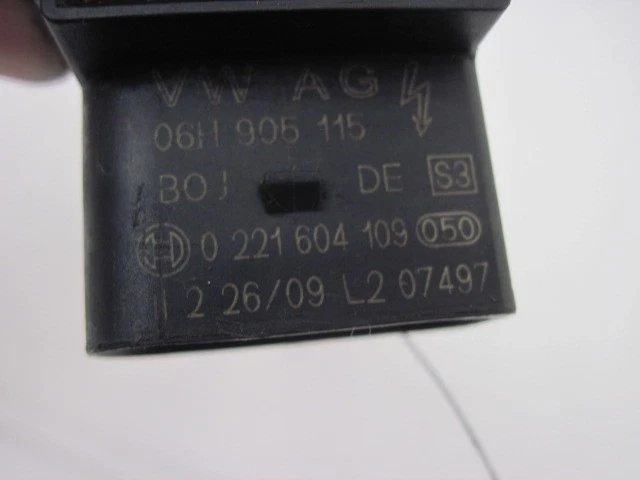 VW AG
06H 905 115
BOJ DE S3
0 221 604 109 050
2 26/09 L2 07497